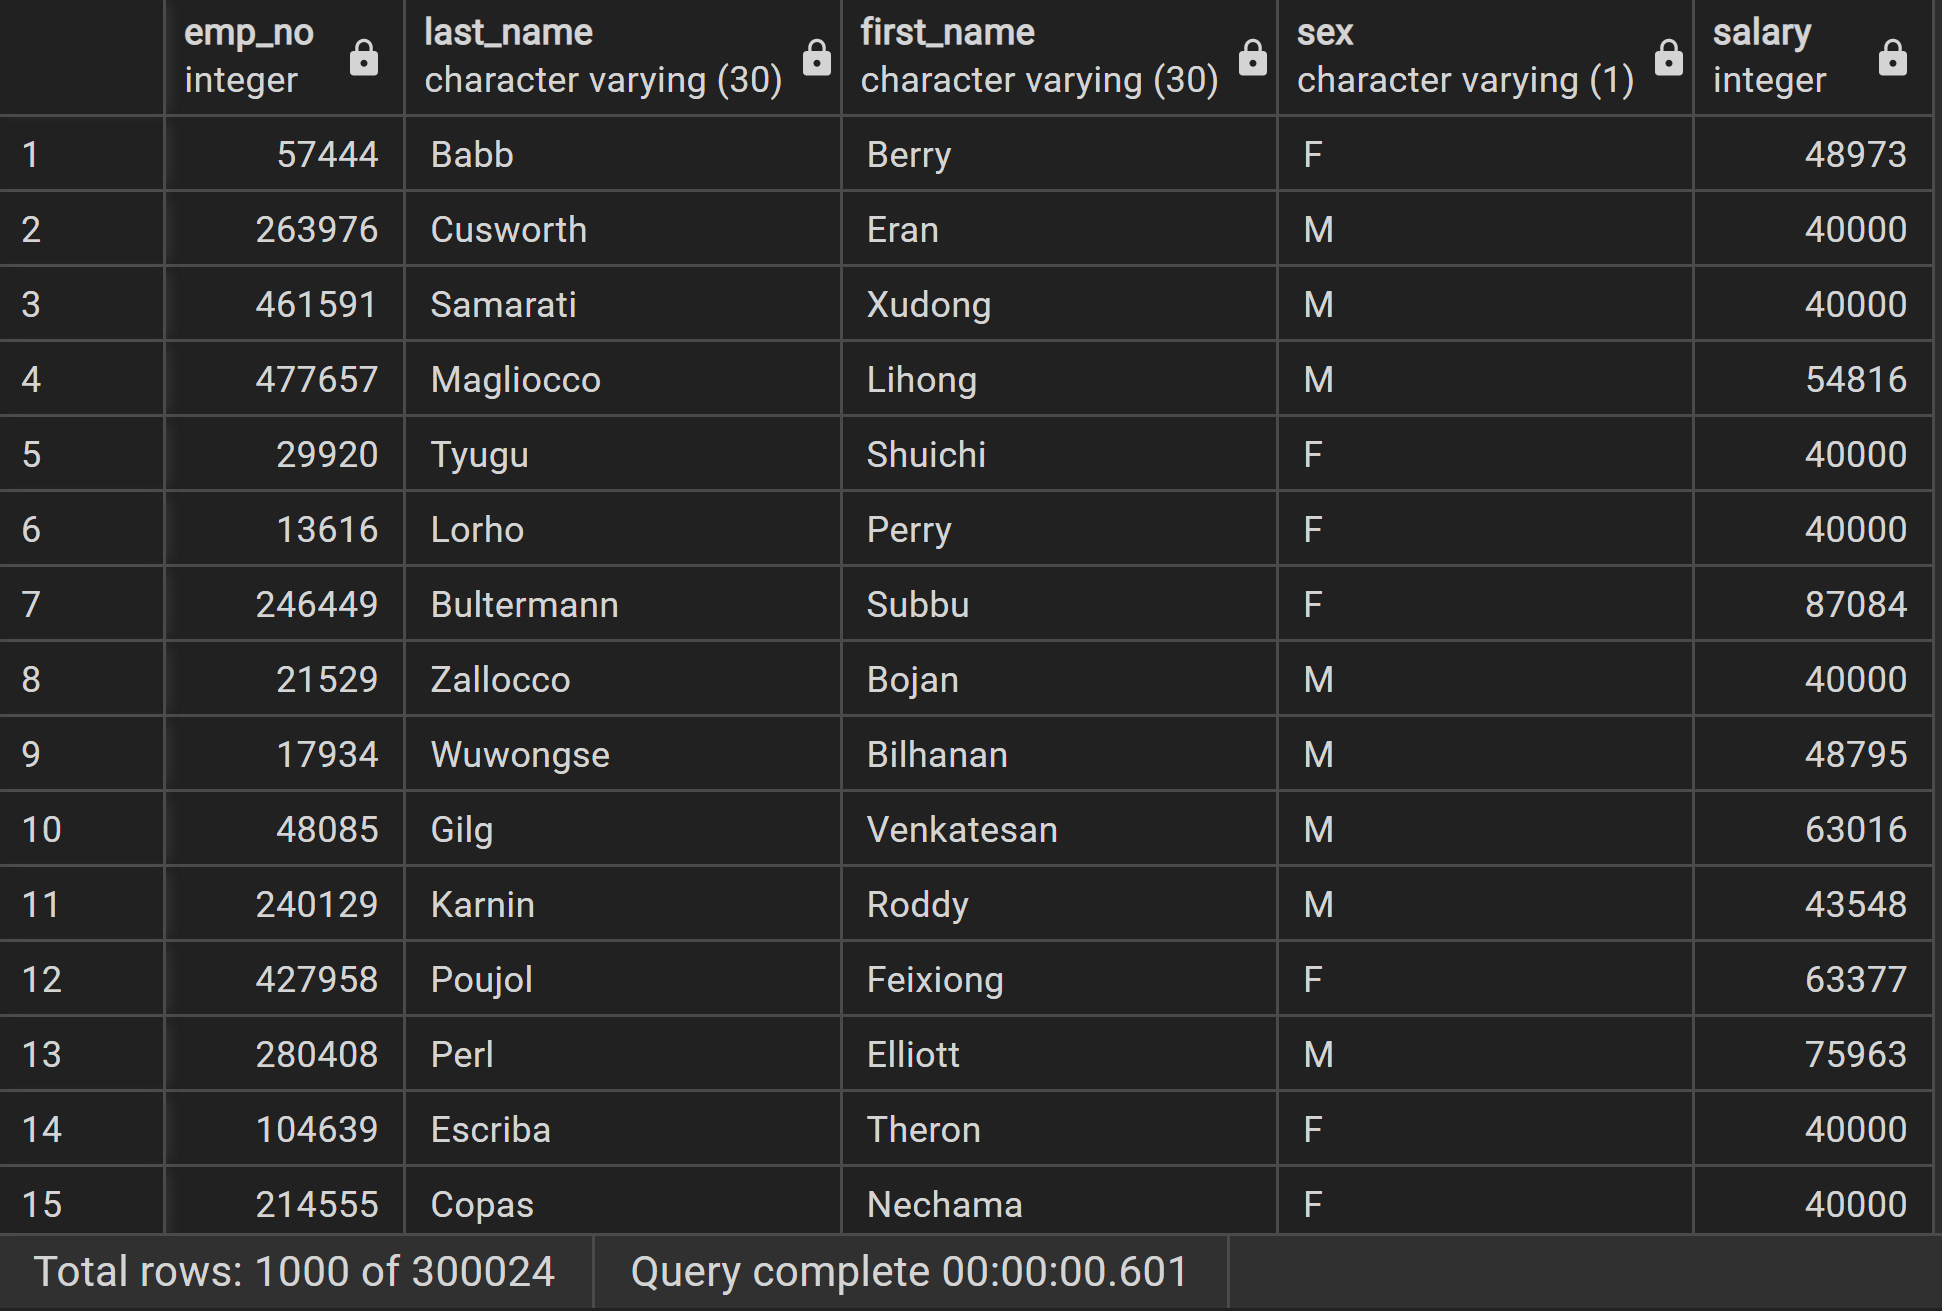 emp_no last_name first_name sex salary
integer character varying (30) character varying (30) character varying (1) integer
1 57444 Babb Berry F 48973
2 263976 Cusworth Eran M 40000
3 461591 Samarati Xudong M 40000
4 477657 Magliocco Lihong M 54816
5 29920 Tyugu Shuichi F 40000
6 13616 Lorho Perry F 40000
7 246449 Bultermann Subbu F 87084
8 21529 Zallocco Bojan M 40000
9 17934 Wuwongse Bilhanan M 48795
10 48085 Gilg Venkatesan M 63016
11 240129 Karnin Roddy M 43548
12 427958 Poujol Feixiong F 63377
13 280408 Perl Elliott M 75963
14 104639 Escriba Theron F 40000
15 214555 Copas Nechama F 40000
Total rows: 1000 of 300024 Query complete 00:00:00.601